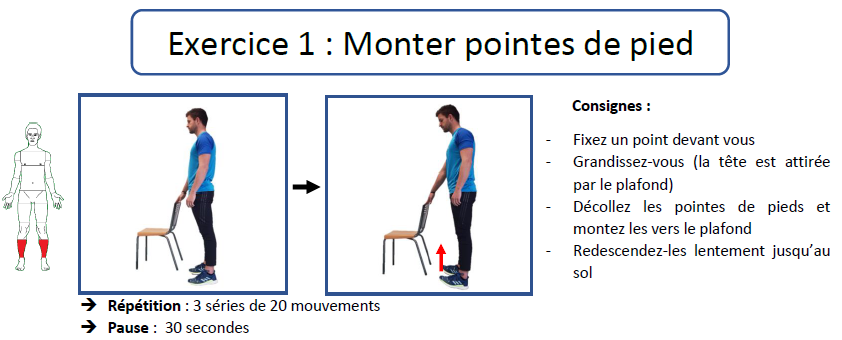 Exercice 1 : Monter pointes de pied
Consignes :
- Fixez un point devant vous
- Grandissez-vous (la tête est attirée
par le plafond)
- Décollez les pointes de pieds et
montez les vers le plafond
- Redescendez-les lentement jusqu’au
sol
➔ Répétition : 3 séries de 20 mouvements
➔ Pause : 30 secondes